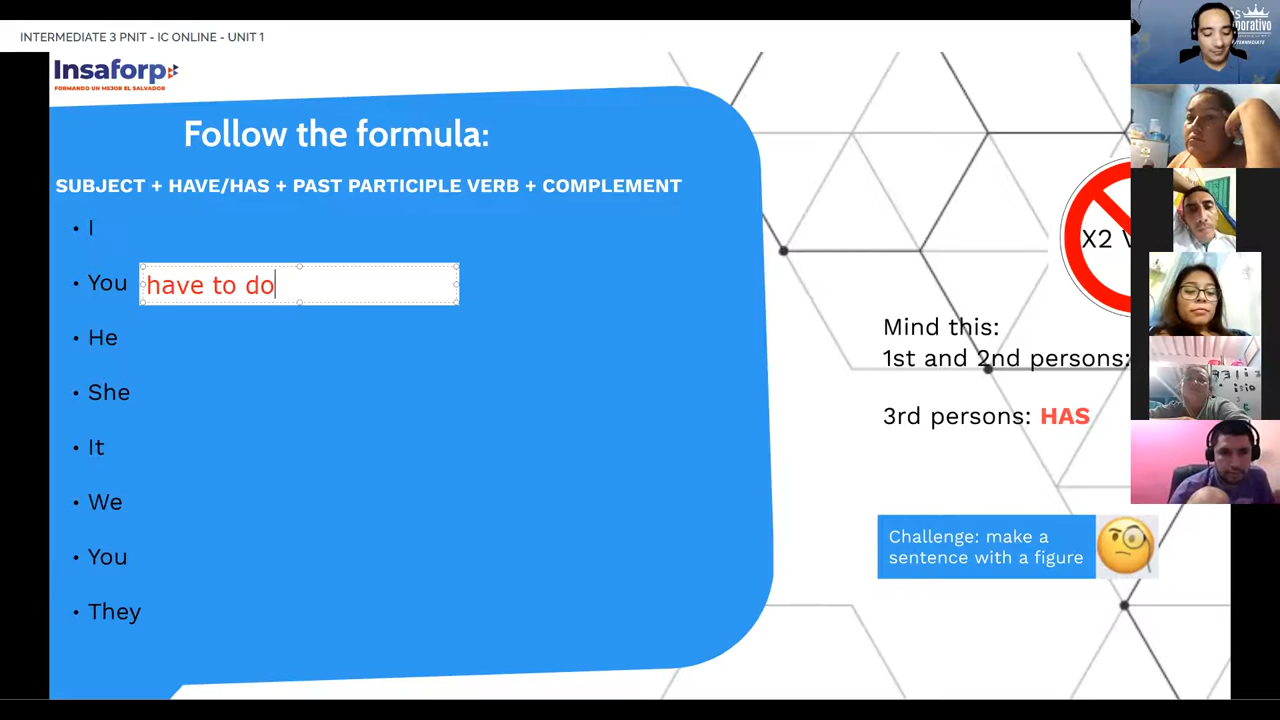 INTERMEDIATE 3 PNIT - IC ONLINE - UNIT 1
Insaforp
FORMANDO UN MEJOR EL SALVADOR
Follow the formula:
SUBJECT + HAVE/HAS + PAST PARTICIPLE VERB + COMPLEMENT
• I
• You have to do
• He
• She
• It
• We
• You
• They
X2
Mind this:
1st and 2nd persons:
3rd persons: HAS
Challenge: make a
sentence with a figure